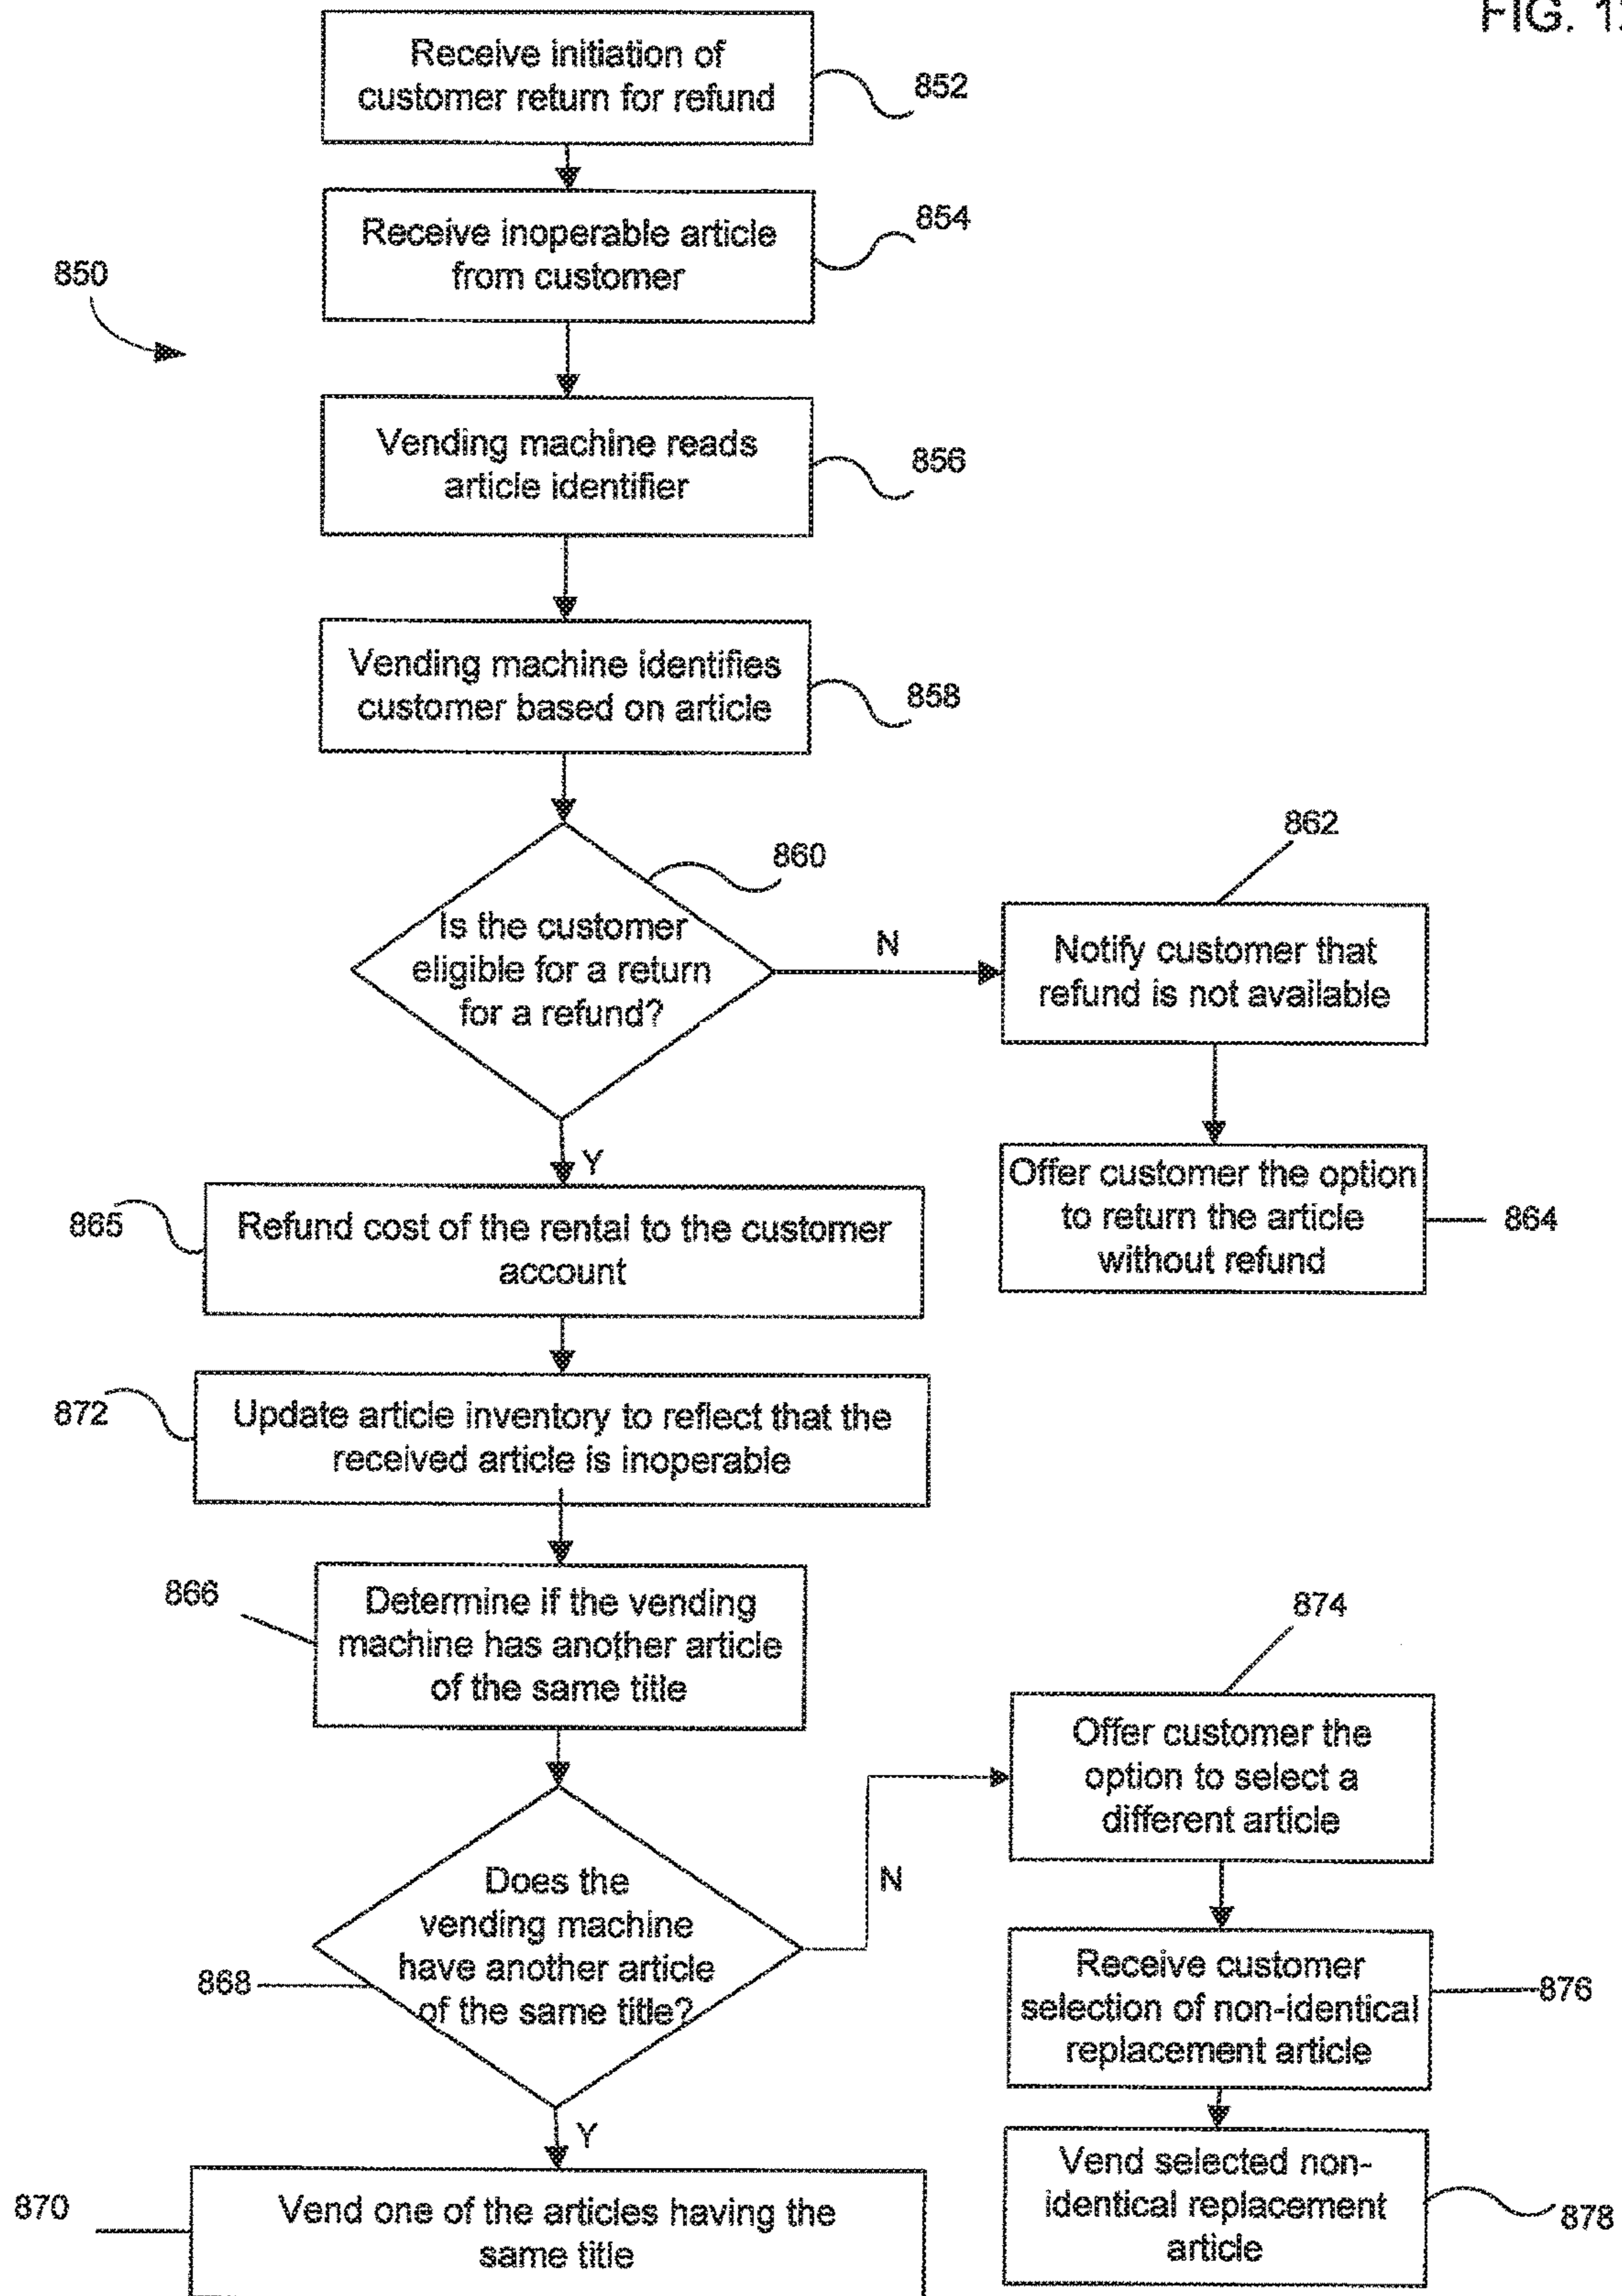 FIG. 1
Receive initiation of
customer return for refund
852
Receive inoperable article
from customer
854
850
Vending machine reads
article identifier
856
Vending machine identifies
customer based on article
858
860
Is the customer
eligible for a return
for a refund?
N
862
Notify customer that
refund is not available
Y
Offer customer the option
to return the article
without refund
864
865
Refund cost of the rental to the customer
account
872
Update article inventory to reflect that the
received article is inoperable
866
Determine if the vending
machine has another article
of the same title
874
Offer customer the
option to select a
different article
N
Does the
vending machine
have another article
of the same title?
868
Receive customer
selection of non-identical
replacement article
876
Y
870
Vend one of the articles having the
same title
Vend selected non-
identical replacement
article
878